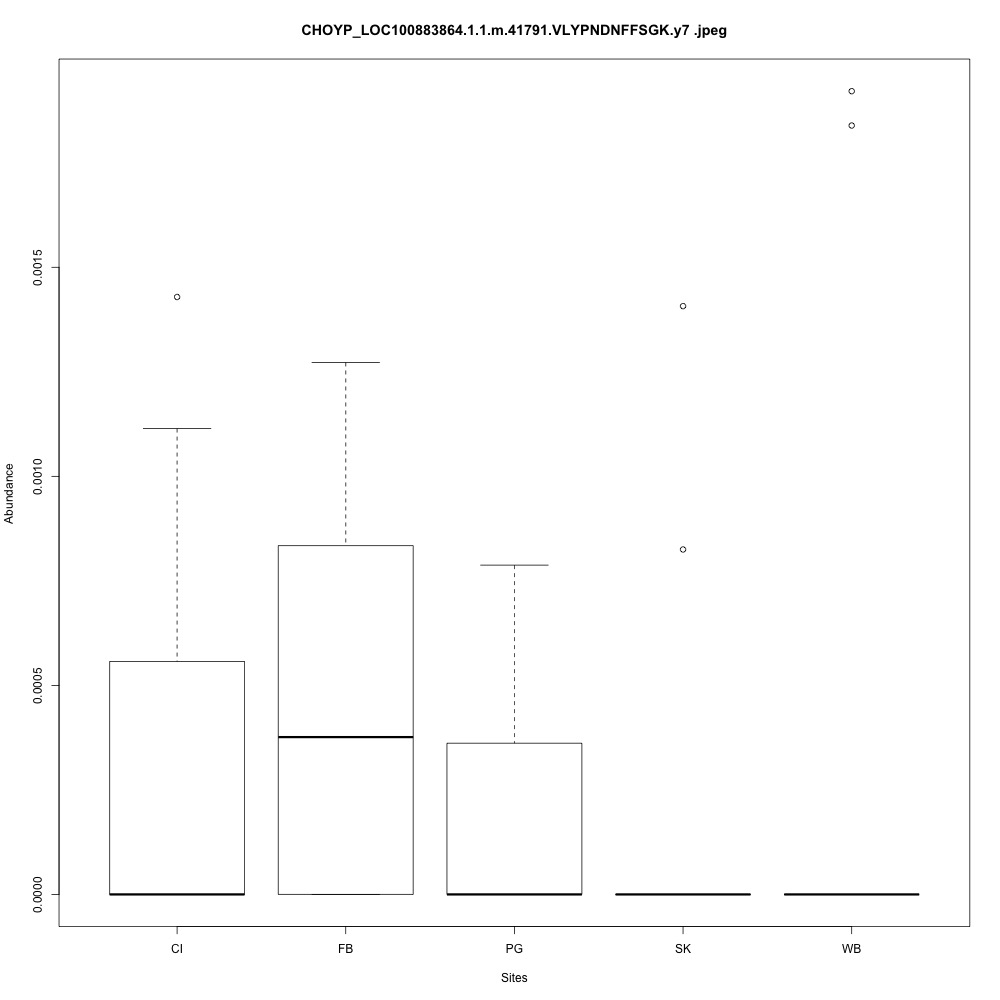 CHOYP_LOC100883864.1.1.m.41791.VLYPNDNFFSGK.y7 .jpeg
Abundance
0.0015
0.0010
0.0005
0.0000
CI FB PG SK WB
Sites